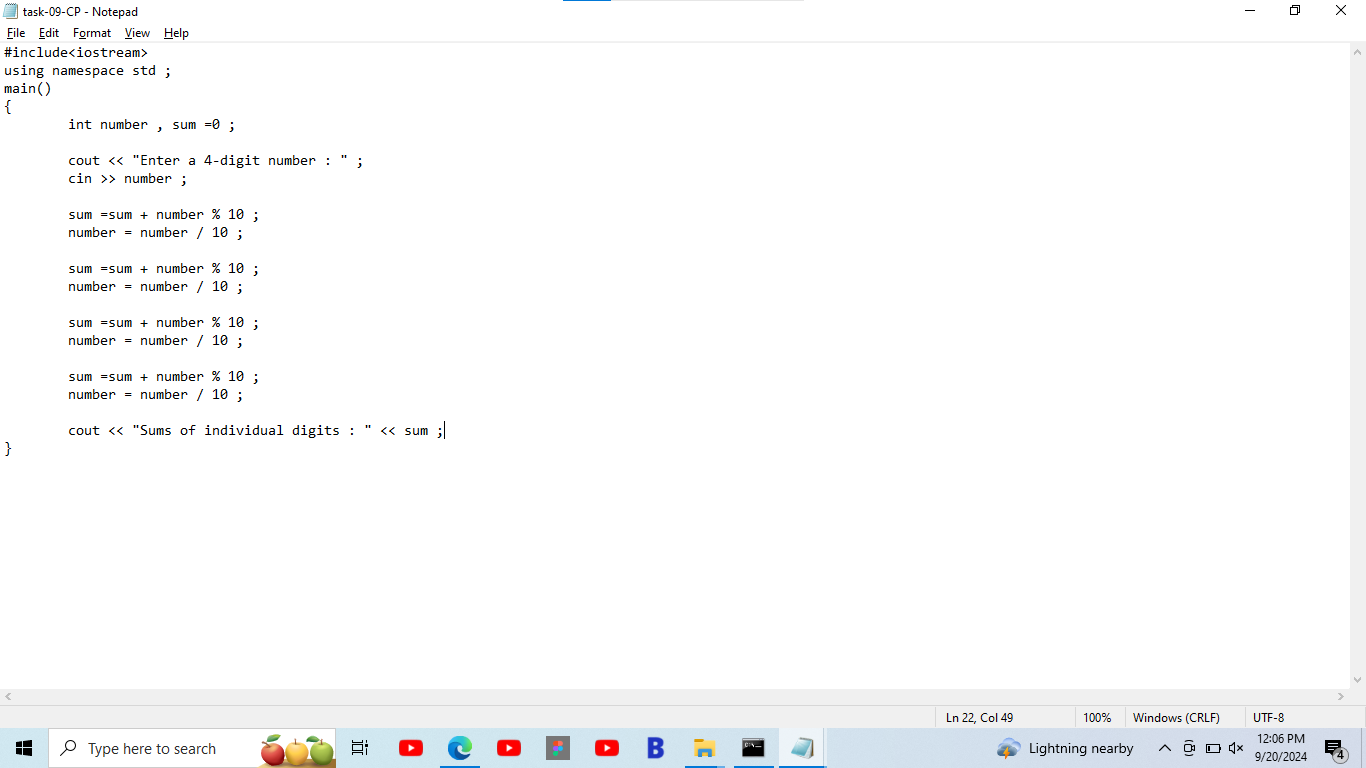 task-09-CP - Notepad
File Edit Format View Help
#include<iostream>
using namespace std ;
main()
{
        int number , sum =0 ;

        cout << "Enter a 4-digit number : " ;
        cin >> number ;

        sum =sum + number % 10 ;
        number = number / 10 ;

        sum =sum + number % 10 ;
        number = number / 10 ;

        sum =sum + number % 10 ;
        number = number / 10 ;

        sum =sum + number % 10 ;
        number = number / 10 ;

        cout << "Sums of individual digits : " << sum ;
}
Ln 22, Col 49 100% Windows (CRLF) UTF-8
Type here to search B C:\. Lightning nearby 12:06 PM
9/20/2024 4